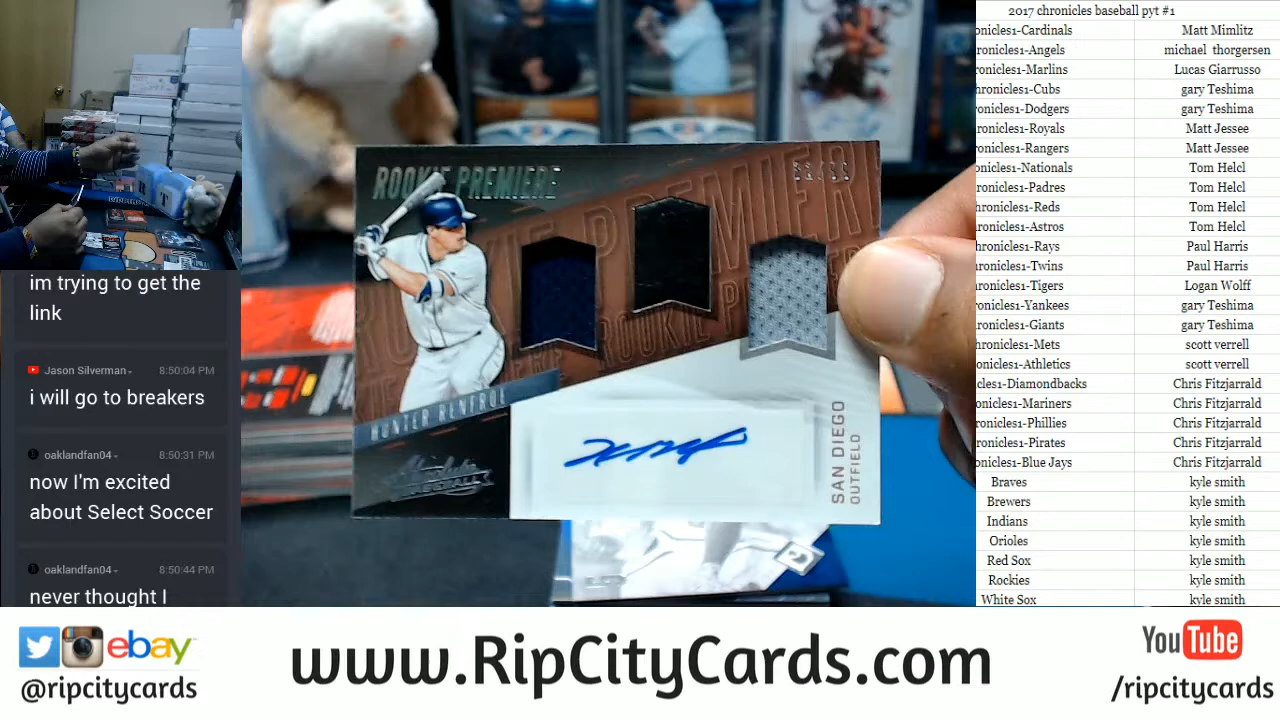 im trying to get the
link
Jason Silverman
8:50:04 PM
i will go to breakers
oaklandfan04
8:50:31 PM
now I'm excited
about Select Soccer
oaklandfan04
8:50:44 PM
never thought I
ROOKIE PREMIERE
HUNTER RENFROE
Absolute
BASEBALL
SAN DIEGO
OUTFIELD
2017 chronicles baseball pyt #1
onicles1-Cardinals Matt Mimlitz
ronicles1-Angels michael thorgersen
ronicles1-Marlins Lucas Giarrusso
hronicles1-Cubs gary Teshima
ronicles1-Dodgers gary Teshima
ronicles1-Royals Matt Jessee
ronicles1-Rangers Matt Jessee
onicles1-Nationals Tom Helcl
ronicles1-Padres Tom Helcl
hronicles1-Reds Tom Helcl
ronicles1-Astros Tom Helcl
hronicles1-Rays Paul Harris
ronicles1-Twins Paul Harris
ronicles1-Tigers Logan Wolff
ronicles1-Yankees gary Teshima
hronicles1-Giants gary Teshima
hronicles1-Mets scott verrell
onicles1-Athletics scott verrell
cles1-Diamondbacks Chris Fitzjarrald
nicles1-Mariners Chris Fitzjarrald
nicles1-Phillies Chris Fitzjarrald
ronicles1-Pirates Chris Fitzjarrald
onicles1-Blue Jays Chris Fitzjarrald
Braves kyle smith
Brewers kyle smith
Indians kyle smith
Orioles kyle smith
Red Sox kyle smith
Rockies kyle smith
White Sox kyle smith
ebay
@ripcitycards
www.RipCityCards.com
YouTube
/ripcitycards